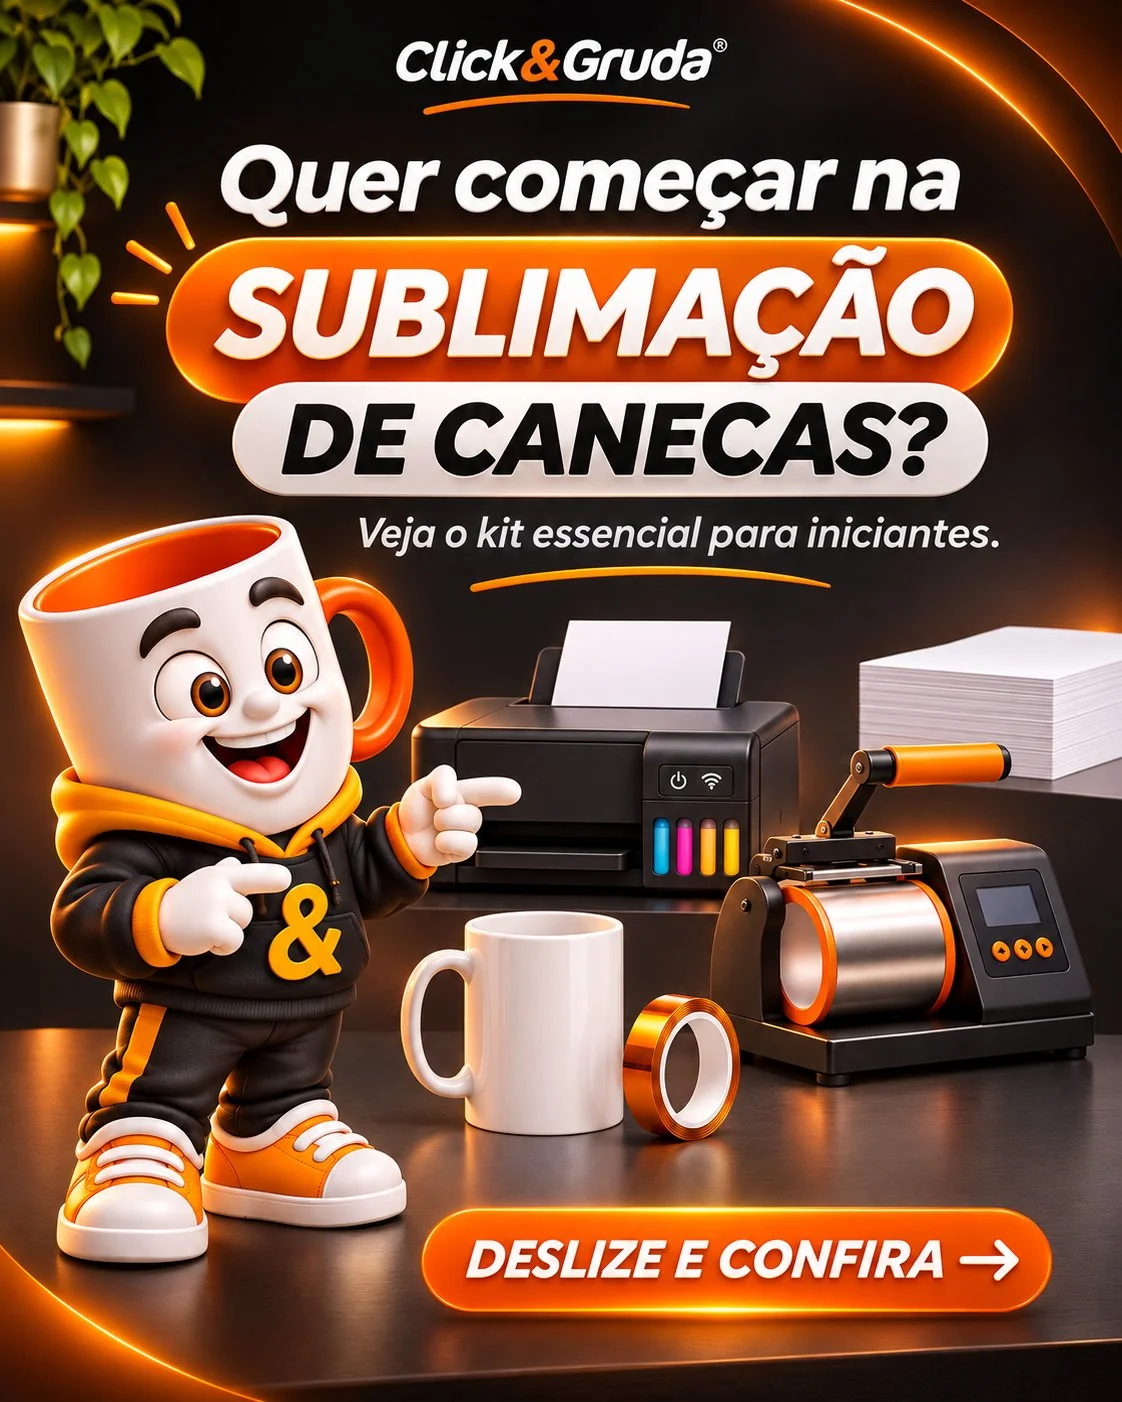 Click&Gruda®
Quer começar na
SUBLIMAÇÃO
DE CANECAS?
Veja o kit essencial para iniciantes.
&
DESLIZE E CONFIRA →